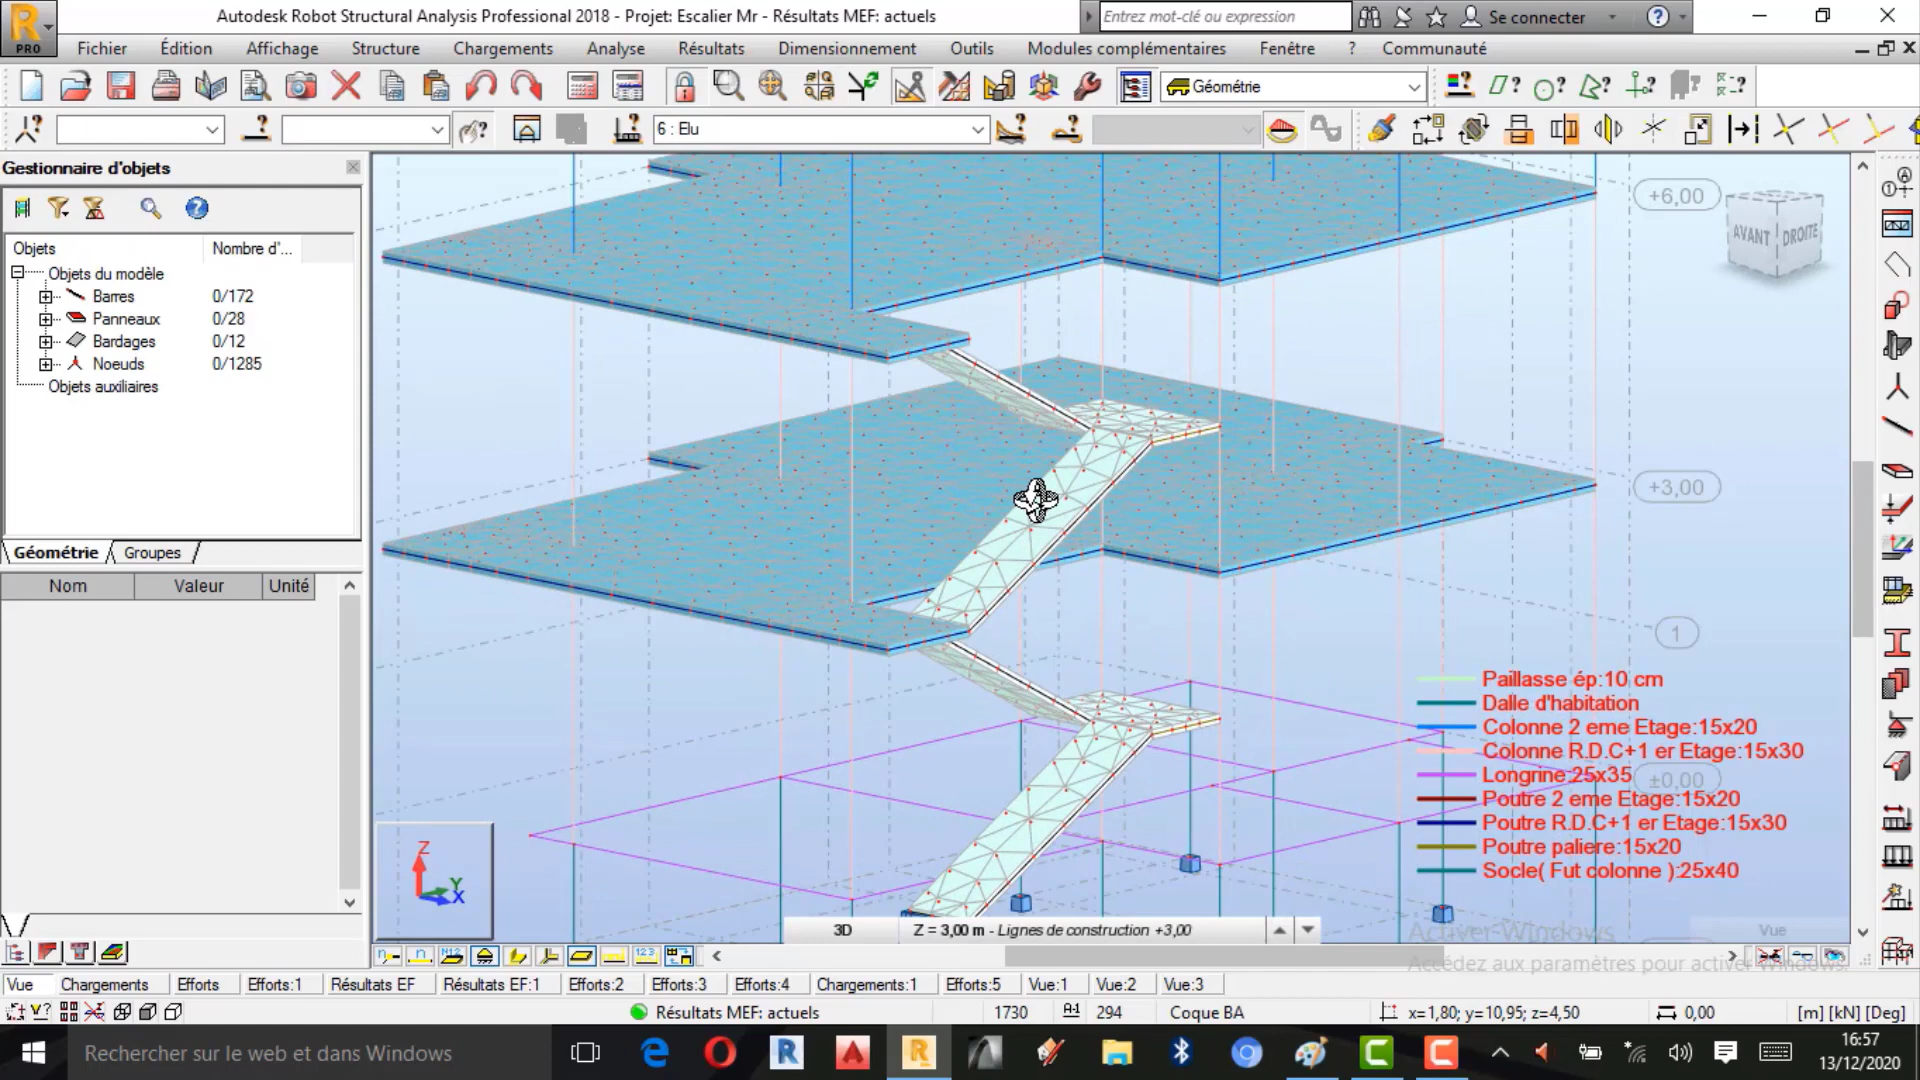 Autodesk Robot Structural Analysis Professional 2018 - Projet: Escalier Mr - Résultats MEF: actuels
Entrez mot-clé ou expression
Se connecter
PRO
Fichier Édition Affichage Structure Chargements Analyse Résultats Dimensionnement Outils Modules complémentaires Fenêtre ? Communauté
Géométrie
6 : Elu
Gestionnaire d'objets
Objets Nombre d'...
Objets du modèle
Barres 0/172
Panneaux 0/28
Bardages 0/12
Noeuds 0/1285
Objets auxiliaires
Géométrie Groupes
Nom Valeur Unité
+6,00
AVANT DROITE
+3,00
1
±0,00
Paillasse ép:10 cm
Dalle d'habitation
Colonne 2 eme Etage:15x20
Colonne R.D.C+1 er Etage:15x30
Longrine:25x35
Poutre 2 eme Etage:15x20
Poutre R.D.C+1 er Etage:15x30
Poutre paliere:15x20
Socle( Fut colonne ):25x40
Z
Y
X
3D Z = 3,00 m - Lignes de construction +3,00
Activer Windows
Vue
Accédez aux paramètres pour activer Windows.
Vue Chargements Efforts Efforts:1 Résultats EF Résultats EF:1 Efforts:2 Efforts:3 Efforts:4 Chargements:1 Efforts:5 Vue:1 Vue:2 Vue:3
Résultats MEF: actuels 1730 294 Coque BA x=1,80; y=10,95; z=4,50 0,00 [m] [kN] [Deg]
Rechercher sur le web et dans Windows
16:57
13/12/2020